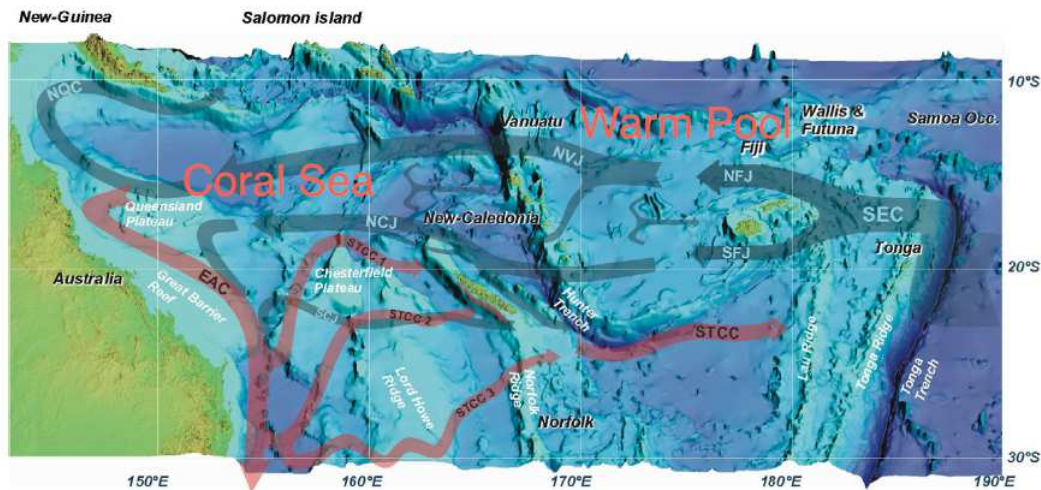 New-Guinea
Salomon island
10°S
NQC
Vanuatu
Warm Pool
Wallis &
Futuna
Samoa Occ.
Fiji
NVJ
NFJ
Coral Sea
Queensland
Plateau
NCJ
New-Caledonia
SEC
Tonga
SFJ
STCC 1
Australia
EAC
Great Barrier
Reef
Chesterfield
Plateau
20°S
Hunter
Trench
SCJ
STCC 2
STCC
Lau Ridge
Tonga Ridge
Tonga
Trench
Lord Howe
Ridge
STCC 3
Norfolk
Ridge
Norfolk
30°S
150°E
160°E
170°E
180°E
190°E